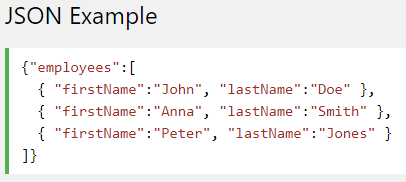 JSON Example
{"employees":[
  { "firstName":"John", "lastName":"Doe" },
  { "firstName":"Anna", "lastName":"Smith" },
  { "firstName":"Peter", "lastName":"Jones" }
]}